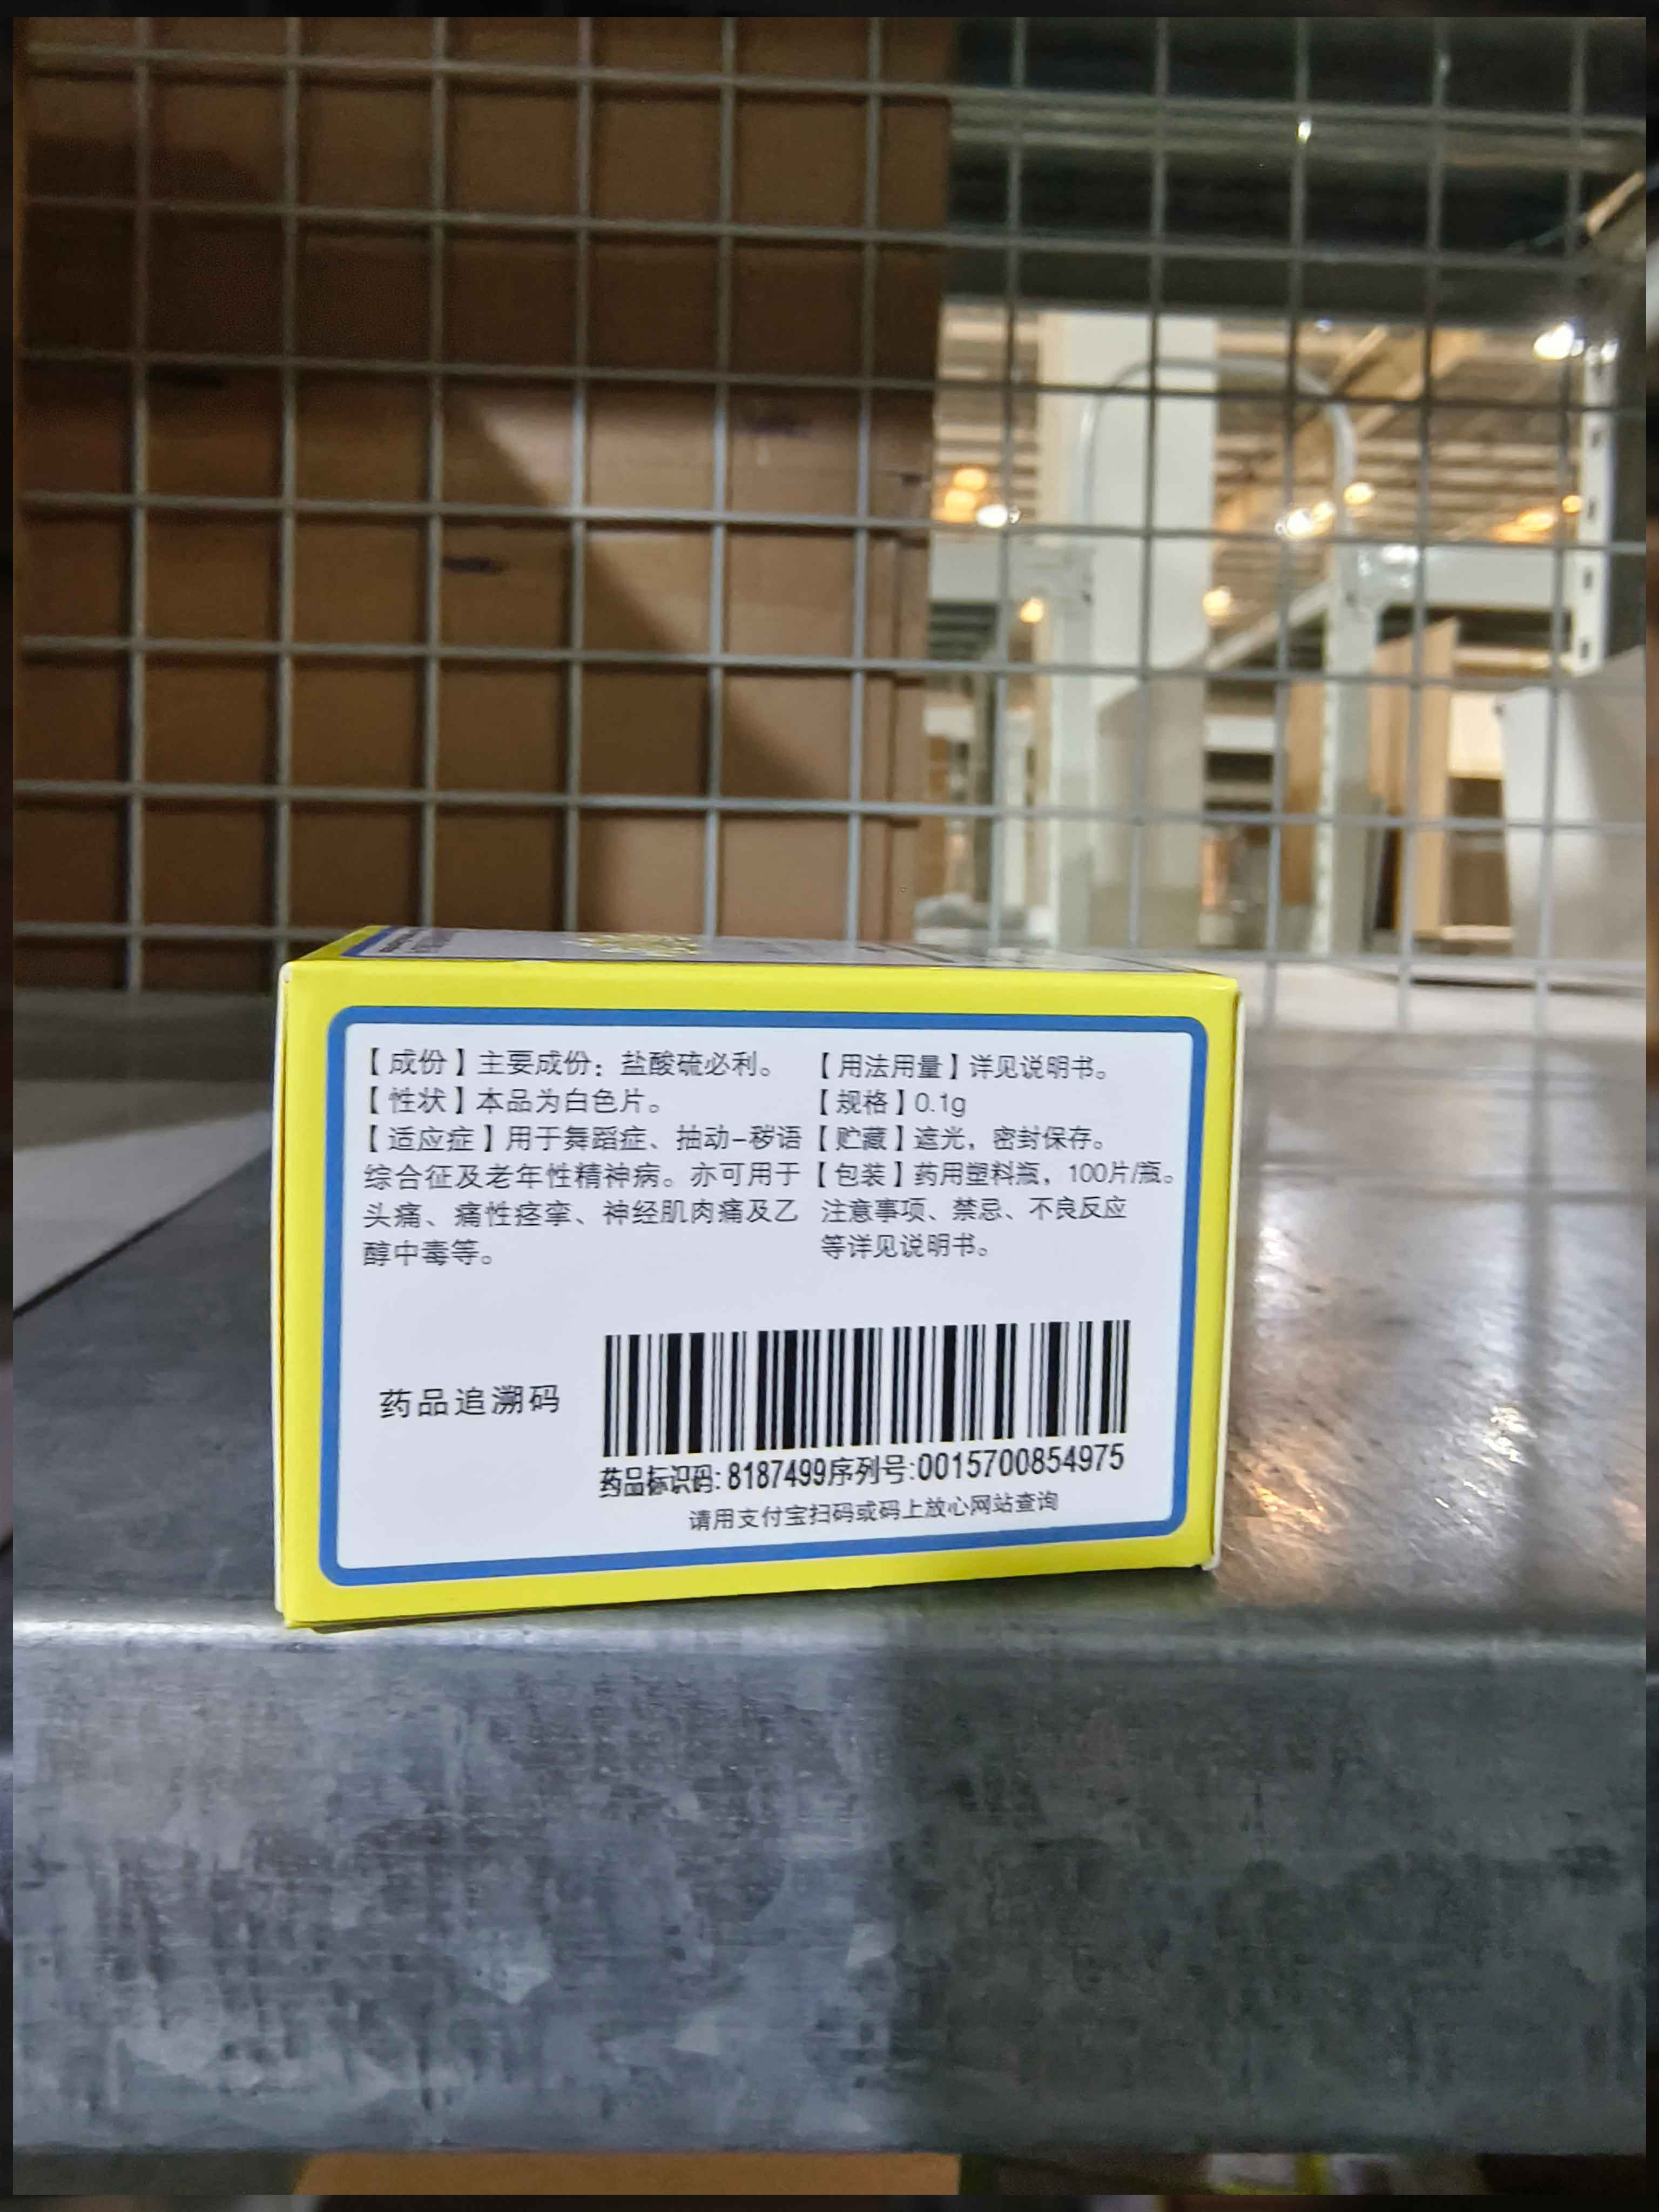 【成份】主要成份：盐酸硫必利。
【性状】本品为白色片。
【适应症】用于舞蹈症、抽动-秽语
综合征及老年性精神病。亦可用于
头痛、痛性痉挛、神经肌肉痛及乙
醇中毒等。
【用法用量】详见说明书。
【规格】0.1g
【贮藏】遮光，密封保存。
【包装】药用塑料瓶，100片/瓶。
注意事项、禁忌、不良反应
等详见说明书。
药品追溯码
药品标识码: 8187499序列号:0015700854975
请用支付宝扫码或码上放心网站查询